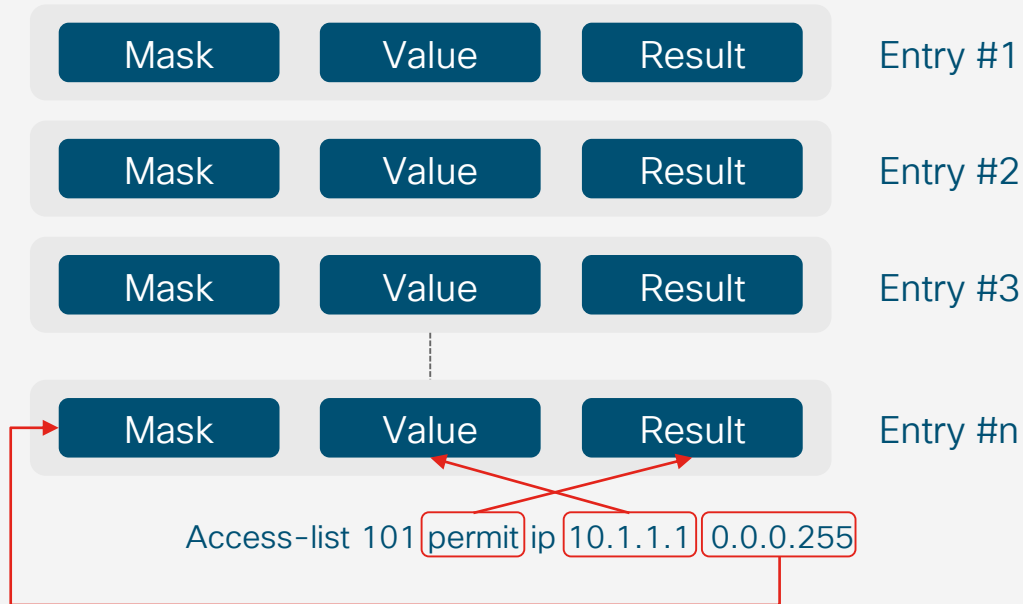 Mask Value Result Entry #1
Mask Value Result Entry #2
Mask Value Result Entry #3
Mask Value Result Entry #n
Access-list 101 permit ip 10.1.1.1 0.0.0.255